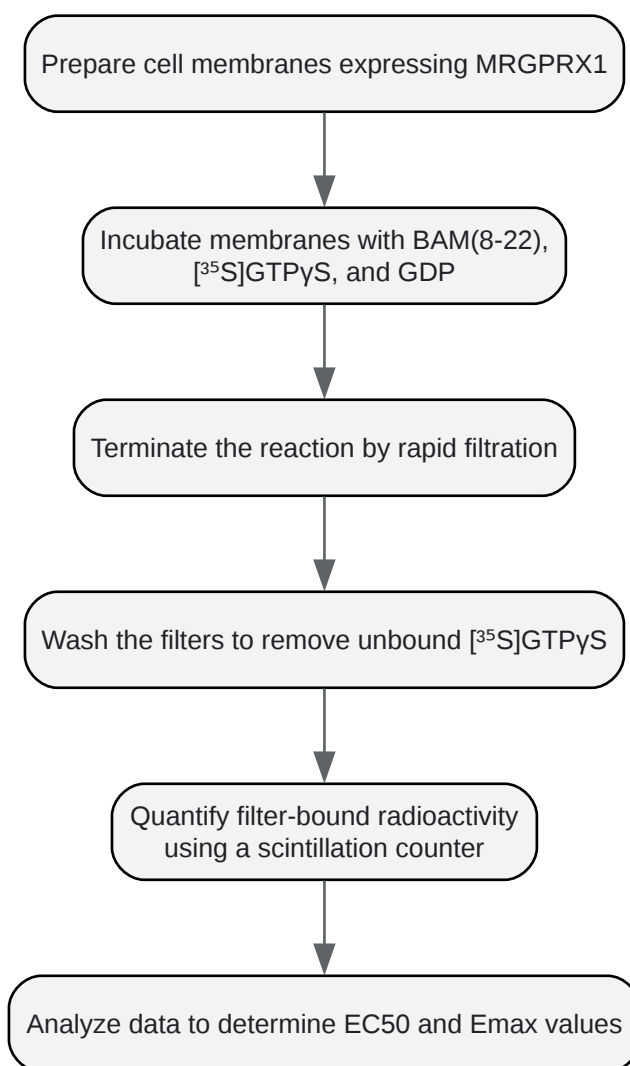 Prepare cell membranes expressing MRGPRX1
Incubate membranes with BAM(8-22),
[³⁵S]GTPγS, and GDP
Terminate the reaction by rapid filtration
Wash the filters to remove unbound [³⁵S]GTPγS
Quantify filter-bound radioactivity
using a scintillation counter
Analyze data to determine EC50 and Emax values